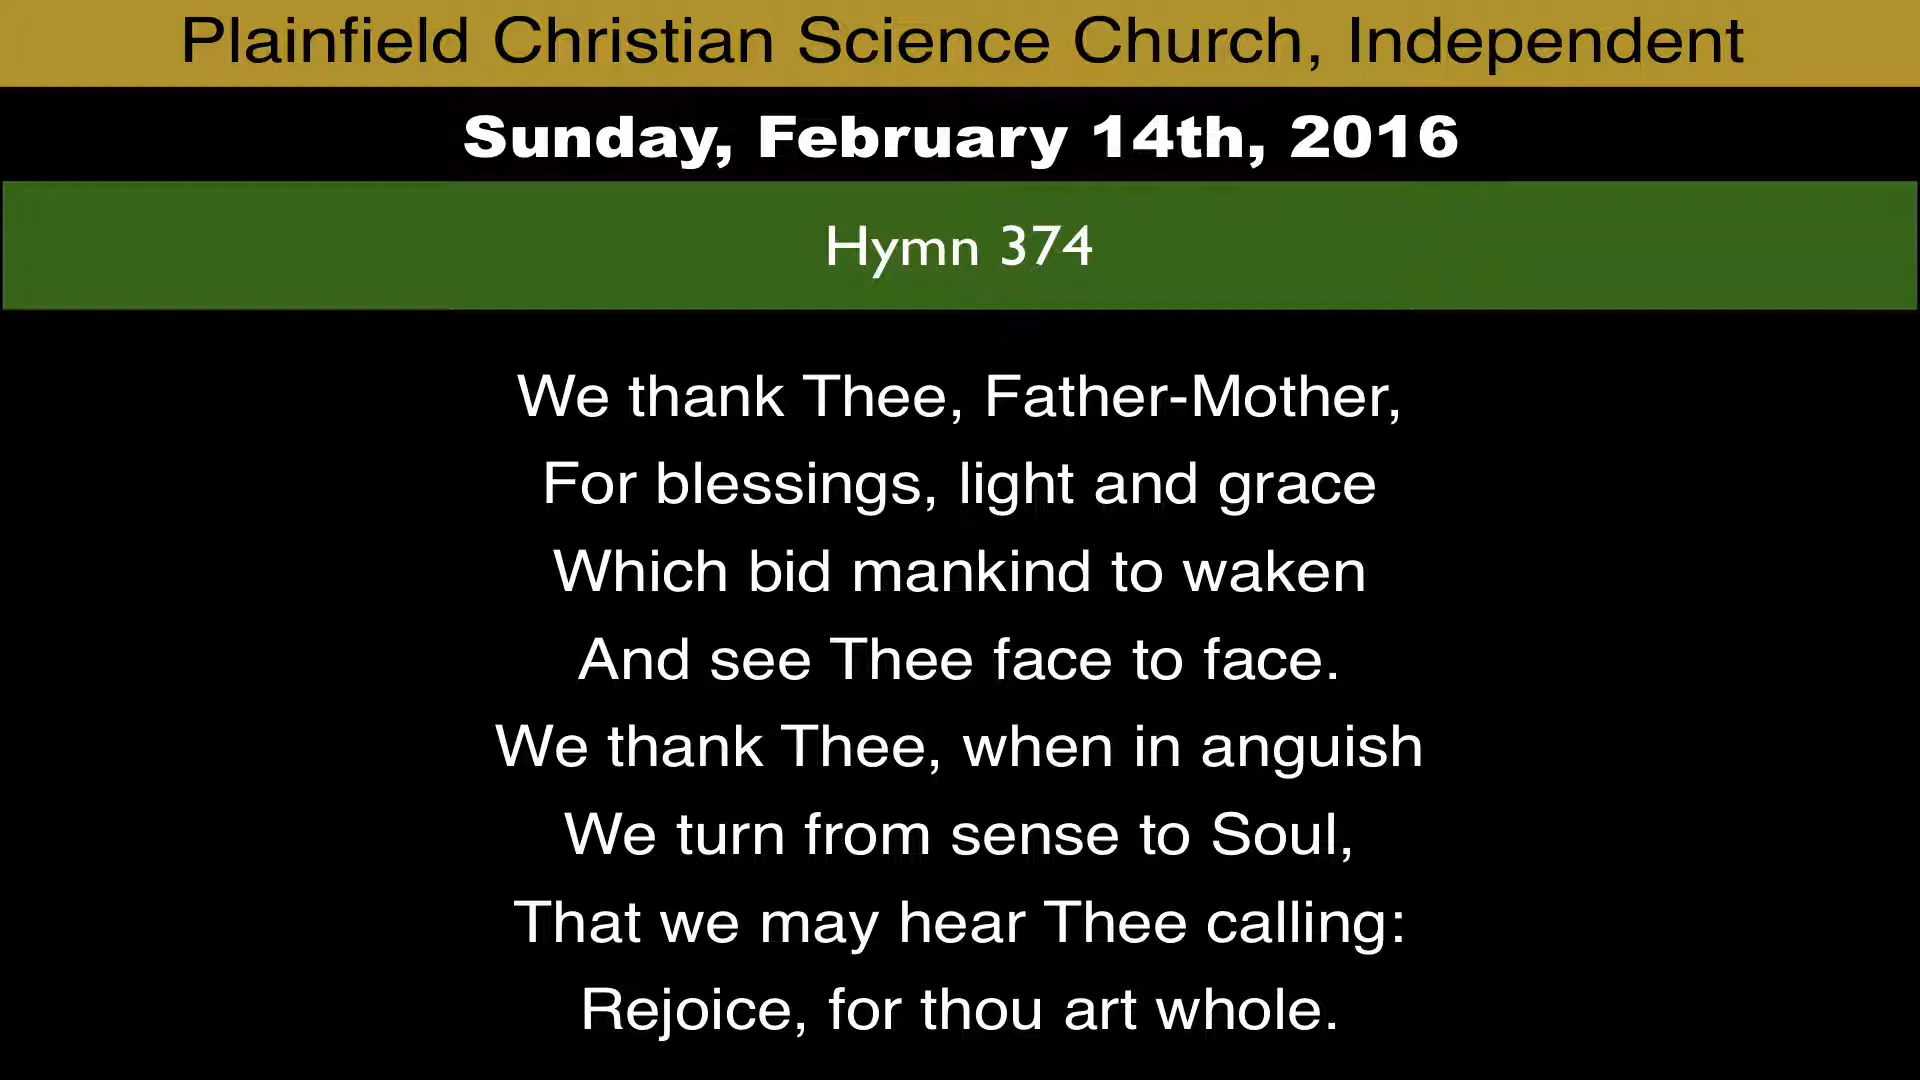 Plainfield Christian Science Church, Independent
Sunday, February 14th, 2016
Hymn 374
We thank Thee, Father-Mother,
For blessings, light and grace
Which bid mankind to waken
And see Thee face to face.
We thank Thee, when in anguish
We turn from sense to Soul,
That we may hear Thee calling:
Rejoice, for thou art whole.